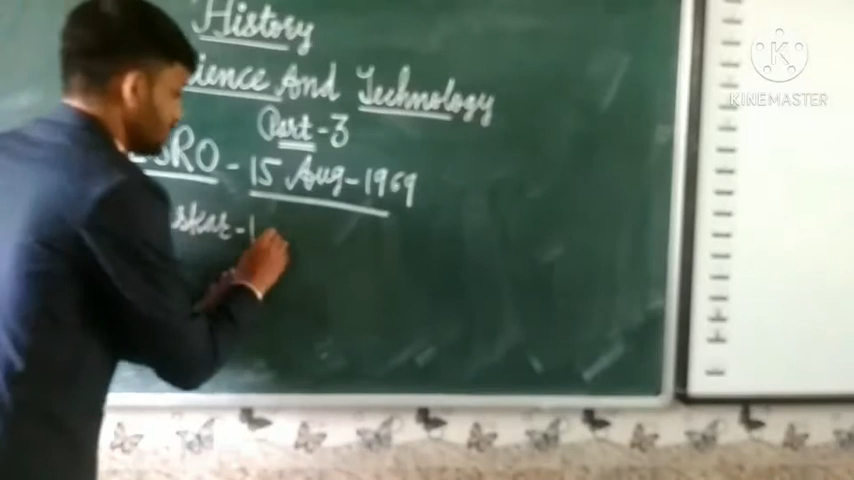 History
ience And Technology
Part-3
SRO - 15 Aug - 1969
skar - 1
K
KINEMASTER